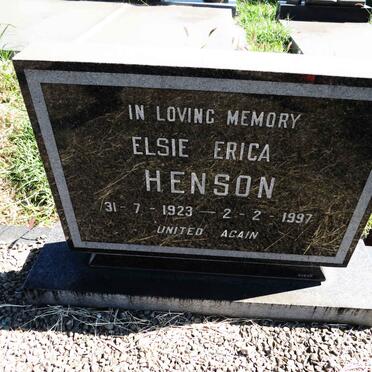 IN LOVING MEMORY
ELSIE ERICA
HENSON
31-7-1923 — 2-2-1997
UNITED AGAIN